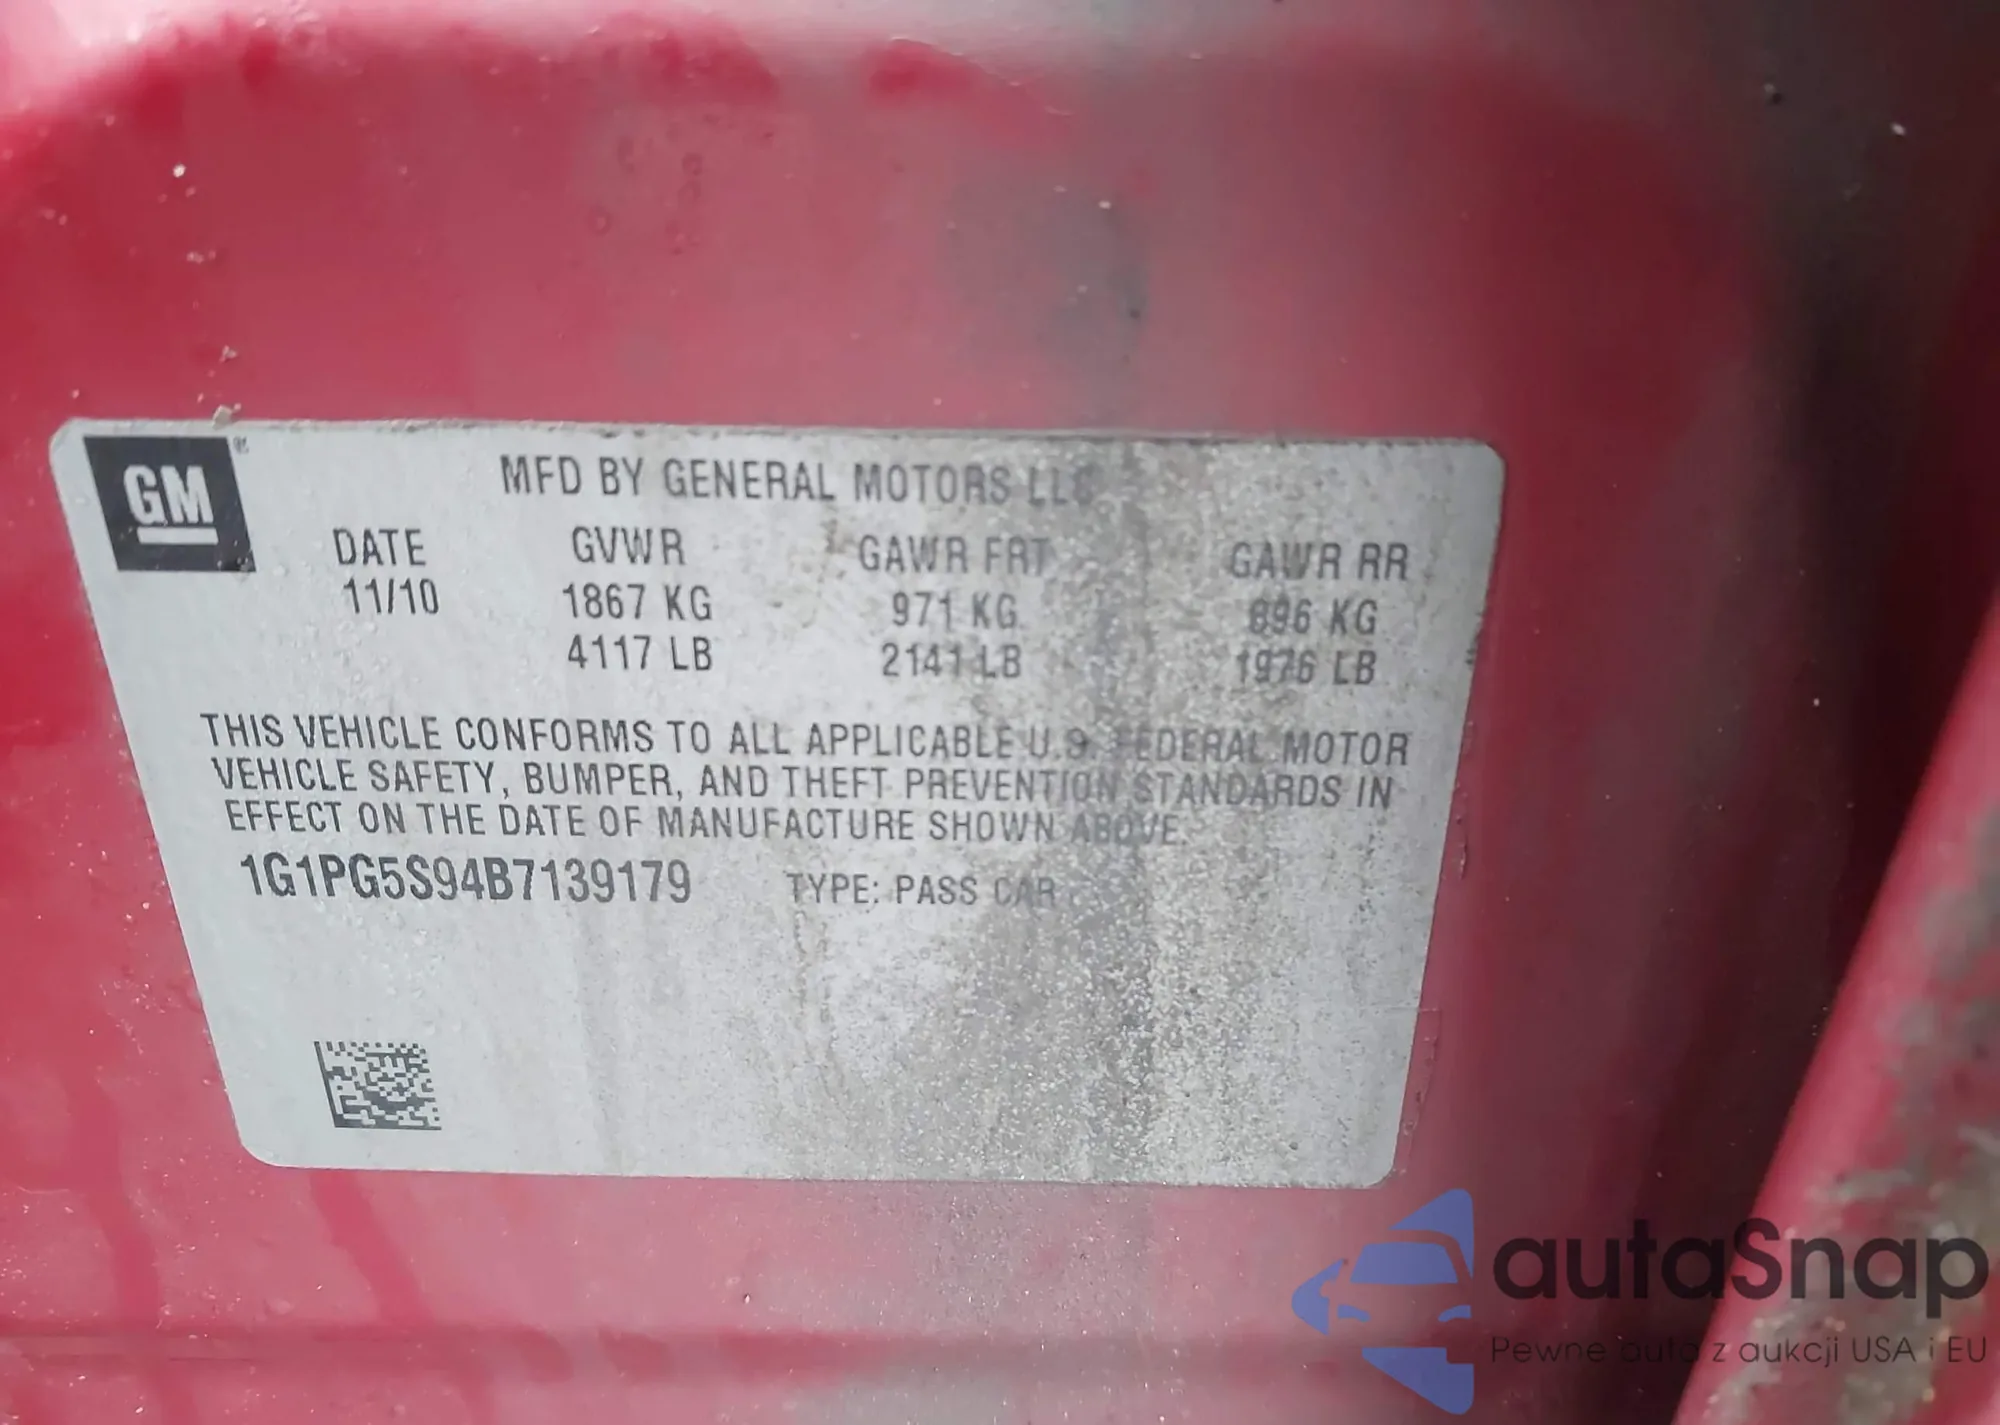 GM
MFD BY GENERAL MOTORS LLC
DATE GVWR GAWR FRT GAWR RR
11/10 1867 KG 971 KG 896 KG
4117 LB 2141 LB 1976 LB
THIS VEHICLE CONFORMS TO ALL APPLICABLE U.S. FEDERAL MOTOR
VEHICLE SAFETY, BUMPER, AND THEFT PREVENTION STANDARDS IN
EFFECT ON THE DATE OF MANUFACTURE SHOWN ABOVE.
1G1PG5S94B7139179 TYPE: PASS CAR
autaSnap
Pewne auta z aukcji USA i EU